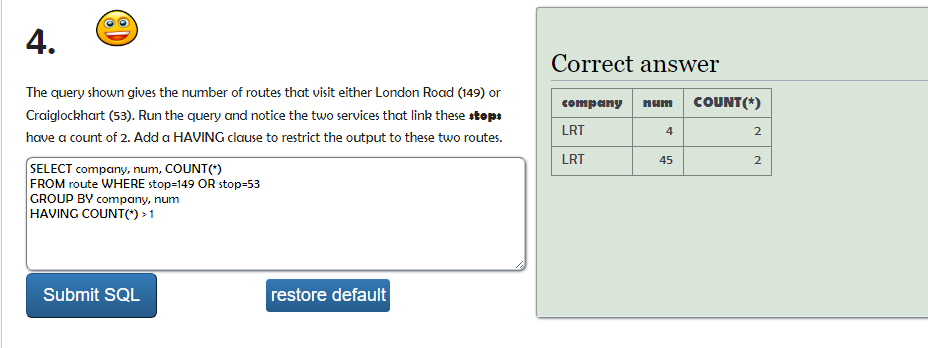 4.
The query shown gives the number of routes that visit either London Road (149) or
Craiglockhart (53). Run the query and notice the two services that link these stops
have a count of 2. Add a HAVING clause to restrict the output to these two routes.
SELECT company, num, COUNT(*)
FROM route WHERE stop=149 OR stop=53
GROUP BY company, num
HAVING COUNT(*) > 1
Submit SQL restore default
Correct answer
company num COUNT(*)
LRT 4 2
LRT 45 2